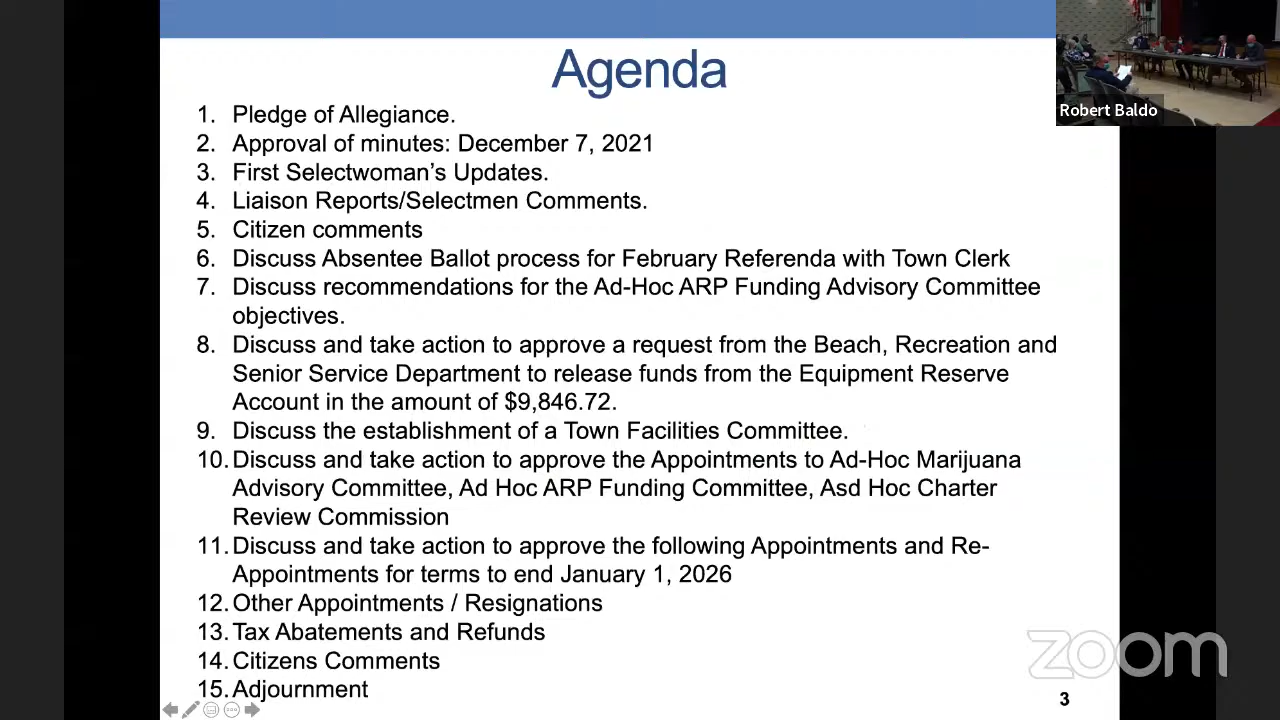 Agenda
1. Pledge of Allegiance.
2. Approval of minutes: December 7, 2021
3. First Selectwoman’s Updates.
4. Liaison Reports/Selectmen Comments.
5. Citizen comments
6. Discuss Absentee Ballot process for February Referenda with Town Clerk
7. Discuss recommendations for the Ad-Hoc ARP Funding Advisory Committee
objectives.
8. Discuss and take action to approve a request from the Beach, Recreation and
Senior Service Department to release funds from the Equipment Reserve
Account in the amount of $9,846.72.
9. Discuss the establishment of a Town Facilities Committee.
10. Discuss and take action to approve the Appointments to Ad-Hoc Marijuana
Advisory Committee, Ad Hoc ARP Funding Committee, Asd Hoc Charter
Review Commission
11. Discuss and take action to approve the following Appointments and Re-
Appointments for terms to end January 1, 2026
12. Other Appointments / Resignations
13. Tax Abatements and Refunds
14. Citizens Comments
15. Adjournment
3
Robert Baldo
zoom